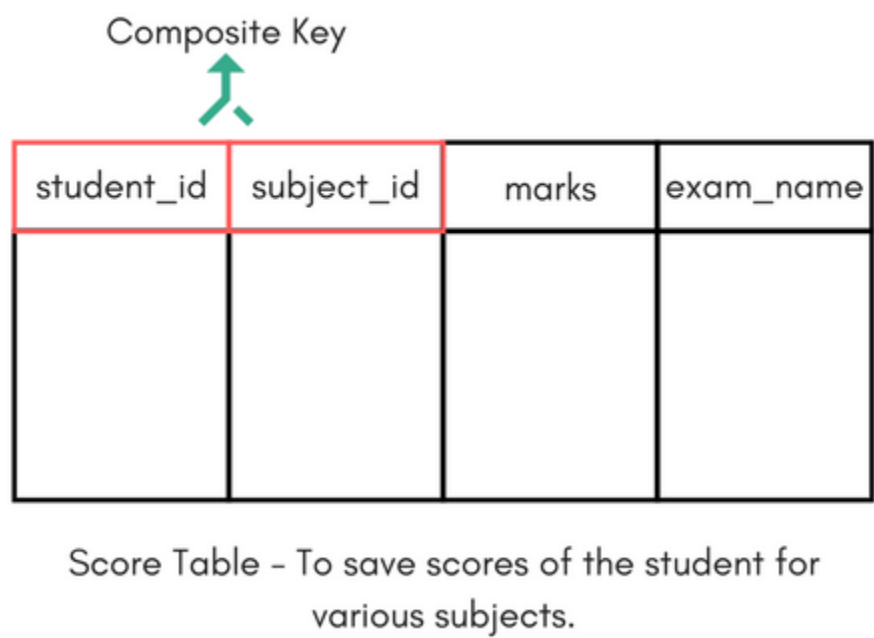 Composite Key
student_id subject_id marks exam_name
Score Table - To save scores of the student for
various subjects.